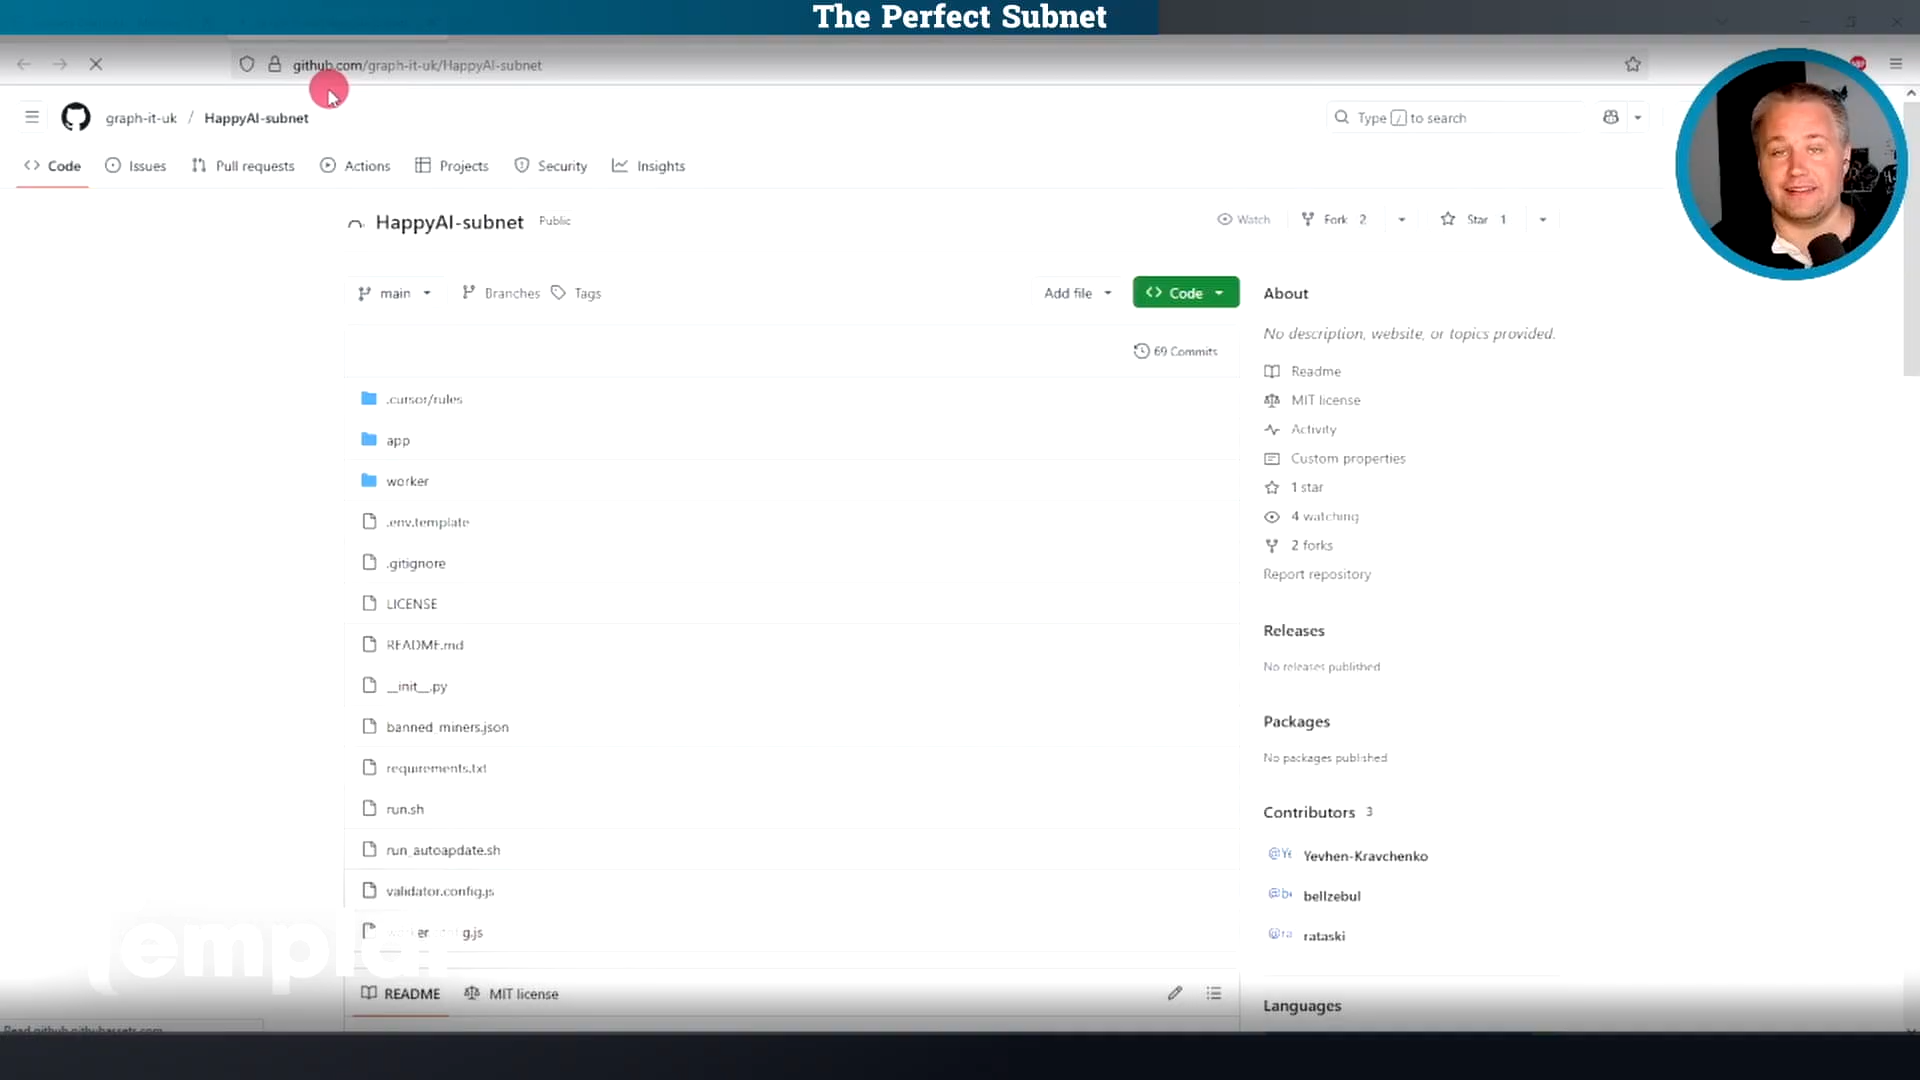 The Perfect Subnet
github.com/graph-it-uk/HappyAI-subnet
graph-it-uk / HappyAI-subnet
Type / to search
Code Issues Pull requests Actions Projects Security Insights
HappyAI-subnet Public
Watch Fork 2 Star 1
main Branches Tags Add file Code
69 Commits
.cursor/rules
app
worker
.env.template
.gitignore
LICENSE
README.md
__init__.py
banned_miners.json
requirements.txt
run.sh
run_autoapdate.sh
validator.config.js
README MIT license
About
No description, website, or topics provided.
Readme
MIT license
Activity
Custom properties
1 star
4 watching
2 forks
Report repository
Releases
No releases published
Packages
No packages published
Contributors 3
Yevhen-Kravchenko
bellzebul
rataski
Languages
Read github.githubassets.com